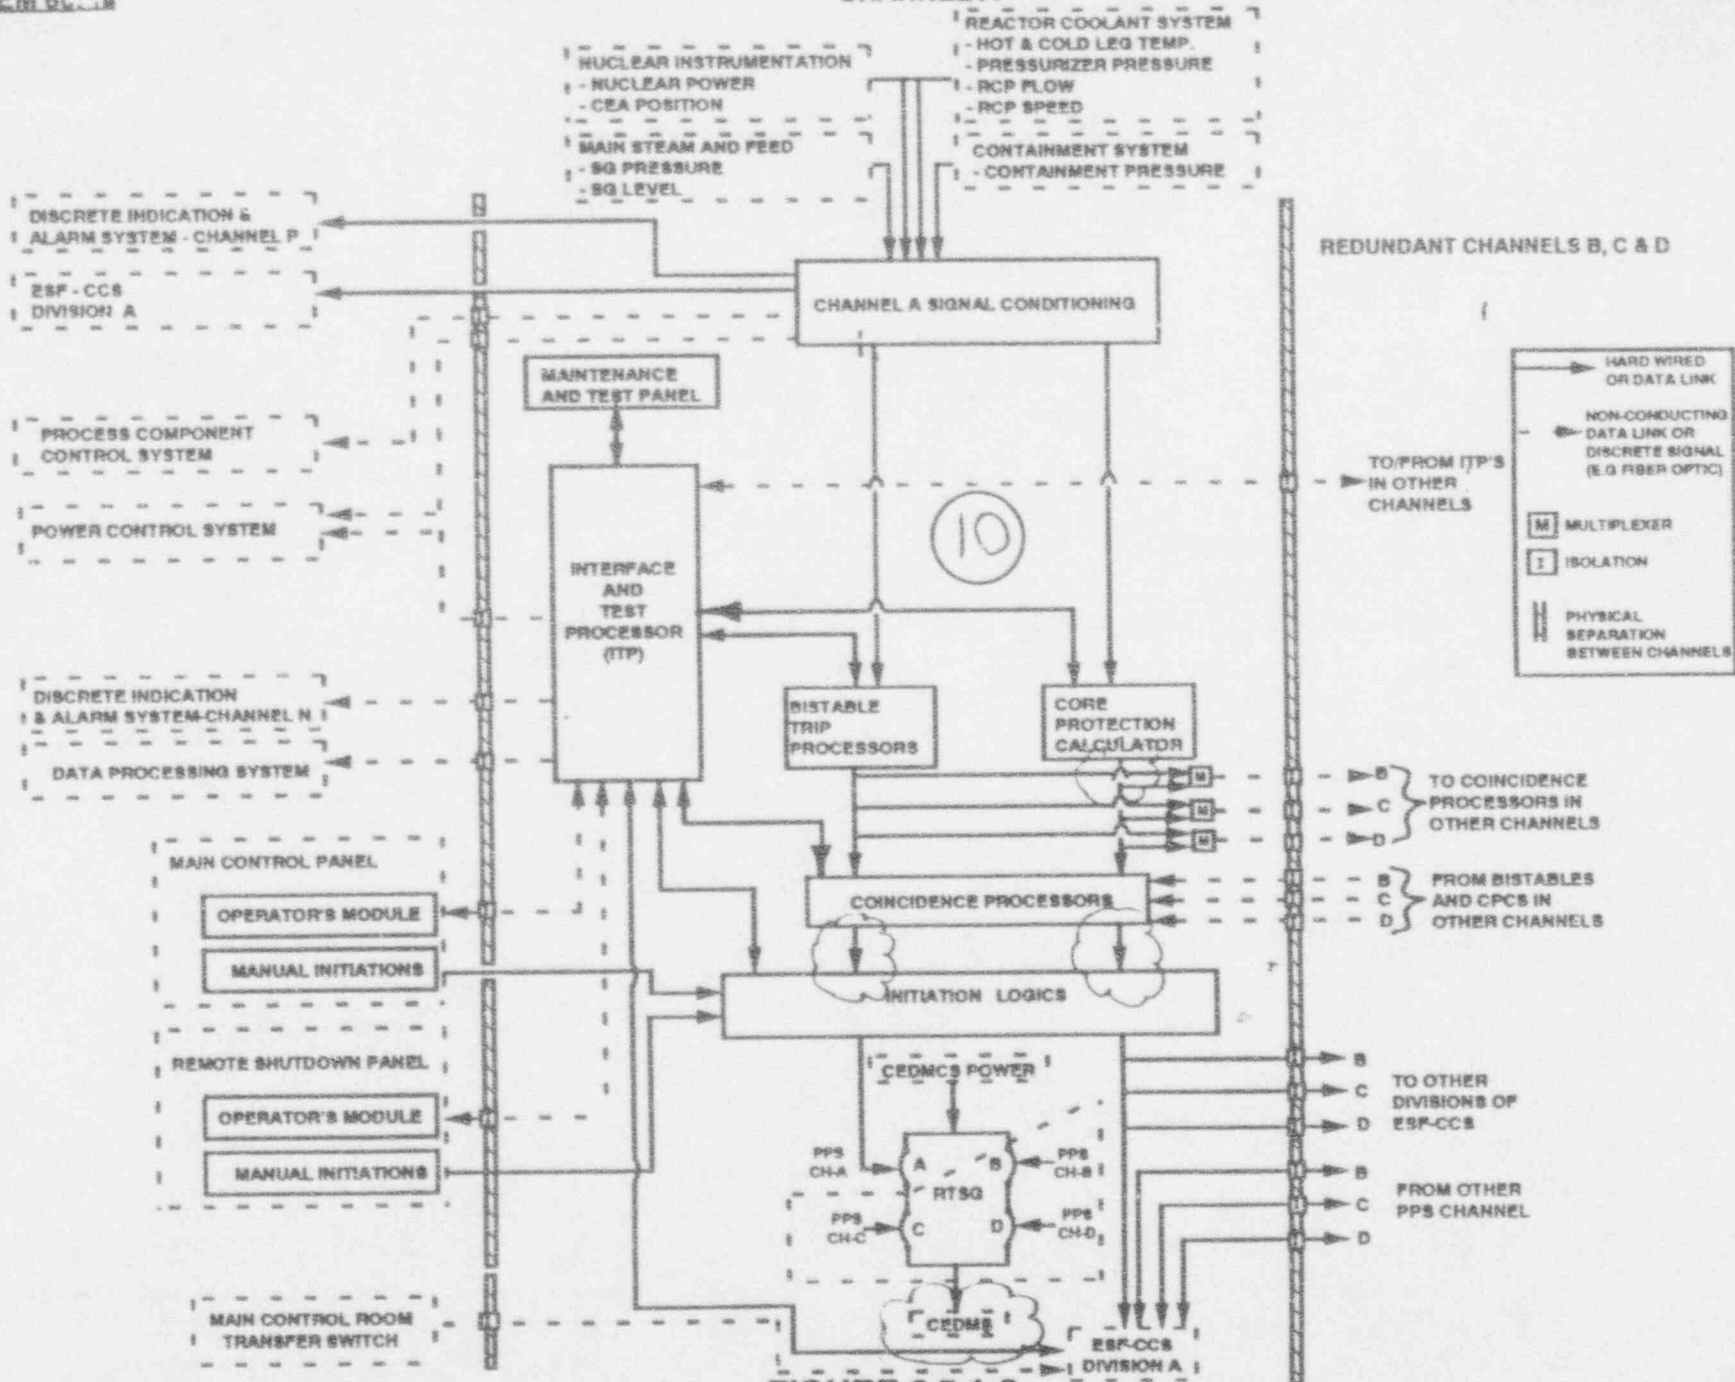 NUCLEAR INSTRUMENTATION
- NUCLEAR POWER
- CEA POSITION
REACTOR COOLANT SYSTEM
- HOT & COLD LEG TEMP.
- PRESSURIZER PRESSURE
- RCP FLOW
- RCP SPEED
MAIN STEAM AND FEED
- SG PRESSURE
- SG LEVEL
CONTAINMENT SYSTEM
- CONTAINMENT PRESSURE
DISCRETE INDICATION &
ALARM SYSTEM - CHANNEL P
ESF - CCS
DIVISION A
CHANNEL A SIGNAL CONDITIONING
REDUNDANT CHANNELS B, C & D
HARD WIRED
OR DATA LINK
NON-CONDUCTING
DATA LINK OR
DISCRETE SIGNAL
(E.G FIBER OPTIC)
M MULTIPLEXER
I ISOLATION
PHYSICAL
SEPARATION
BETWEEN CHANNELS
MAINTENANCE
AND TEST PANEL
PROCESS COMPONENT
CONTROL SYSTEM
POWER CONTROL SYSTEM
TO/FROM ITP'S
IN OTHER
CHANNELS
10
INTERFACE
AND
TEST
PROCESSOR
(ITP)
DISCRETE INDICATION
& ALARM SYSTEM-CHANNEL N
DATA PROCESSING SYSTEM
BISTABLE
TRIP
PROCESSORS
CORE
PROTECTION
CALCULATOR
M
M
M
B
C
D
TO COINCIDENCE
PROCESSORS IN
OTHER CHANNELS
COINCIDENCE PROCESSORS
B
C
D
FROM BISTABLES
AND CPCS IN
OTHER CHANNELS
MAIN CONTROL PANEL
OPERATOR'S MODULE
MANUAL INITIATIONS
INITIATION LOGICS
REMOTE SHUTDOWN PANEL
OPERATOR'S MODULE
MANUAL INITIATIONS
CEDMCS POWER
PPS
CH-A
A
B
PPS
CH-B
RTSG
PPS
CH-C
C
D
PPS
CH-D
B
C
D
TO OTHER
DIVISIONS OF
ESF-CCS
B
C
D
FROM OTHER
PPS CHANNEL
MAIN CONTROL ROOM
TRANSFER SWITCH
CEDMS
ESF-CCS
DIVISION A